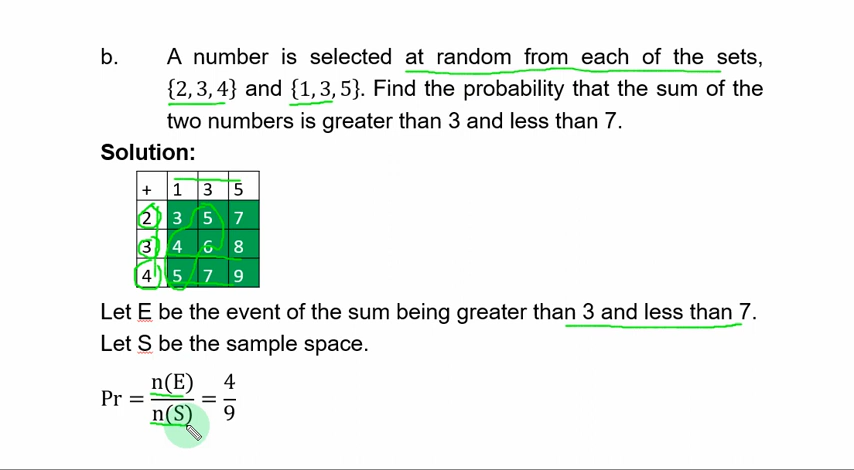 b. A number is selected at random from each of the sets,
{2, 3, 4} and {1, 3, 5}. Find the probability that the sum of the
two numbers is greater than 3 and less than 7.
Solution:
+ 1 3 5
2 3 5 7
3 4 6 8
4 5 7 9
Let E be the event of the sum being greater than 3 and less than 7.
Let S be the sample space.
Pr = n(E)/n(S) = 4/9